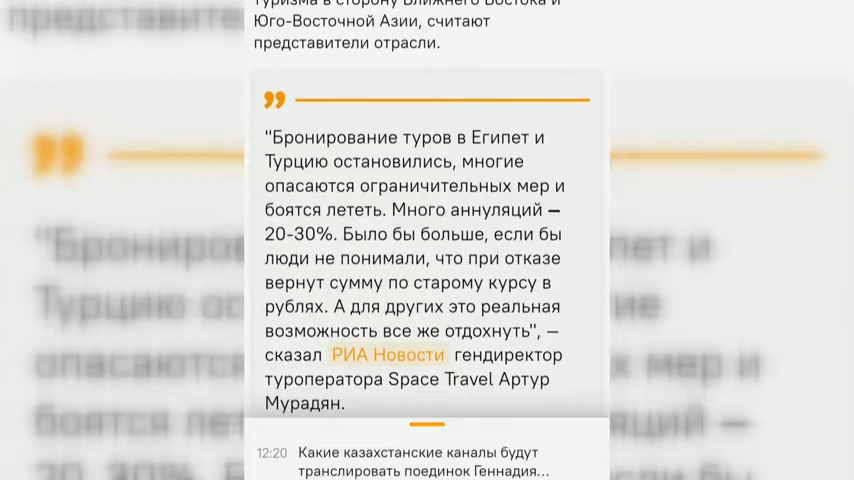 туризма в сторону Ближнего Востока и
Юго-Восточной Азии, считают
представители отрасли.
"Бронирование туров в Египет и
Турцию остановились, многие
опасаются ограничительных мер и
боятся лететь. Много аннуляций —
20-30%. Было бы больше, если бы
люди не понимали, что при отказе
вернут сумму по старому курсу в
рублях. А для других это реальная
возможность все же отдохнуть", —
сказал РИА Новости гендиректор
туроператора Space Travel Артур
Мурадян.
12:20 Какие казахстанские каналы будут
транслировать поединок Геннадия...